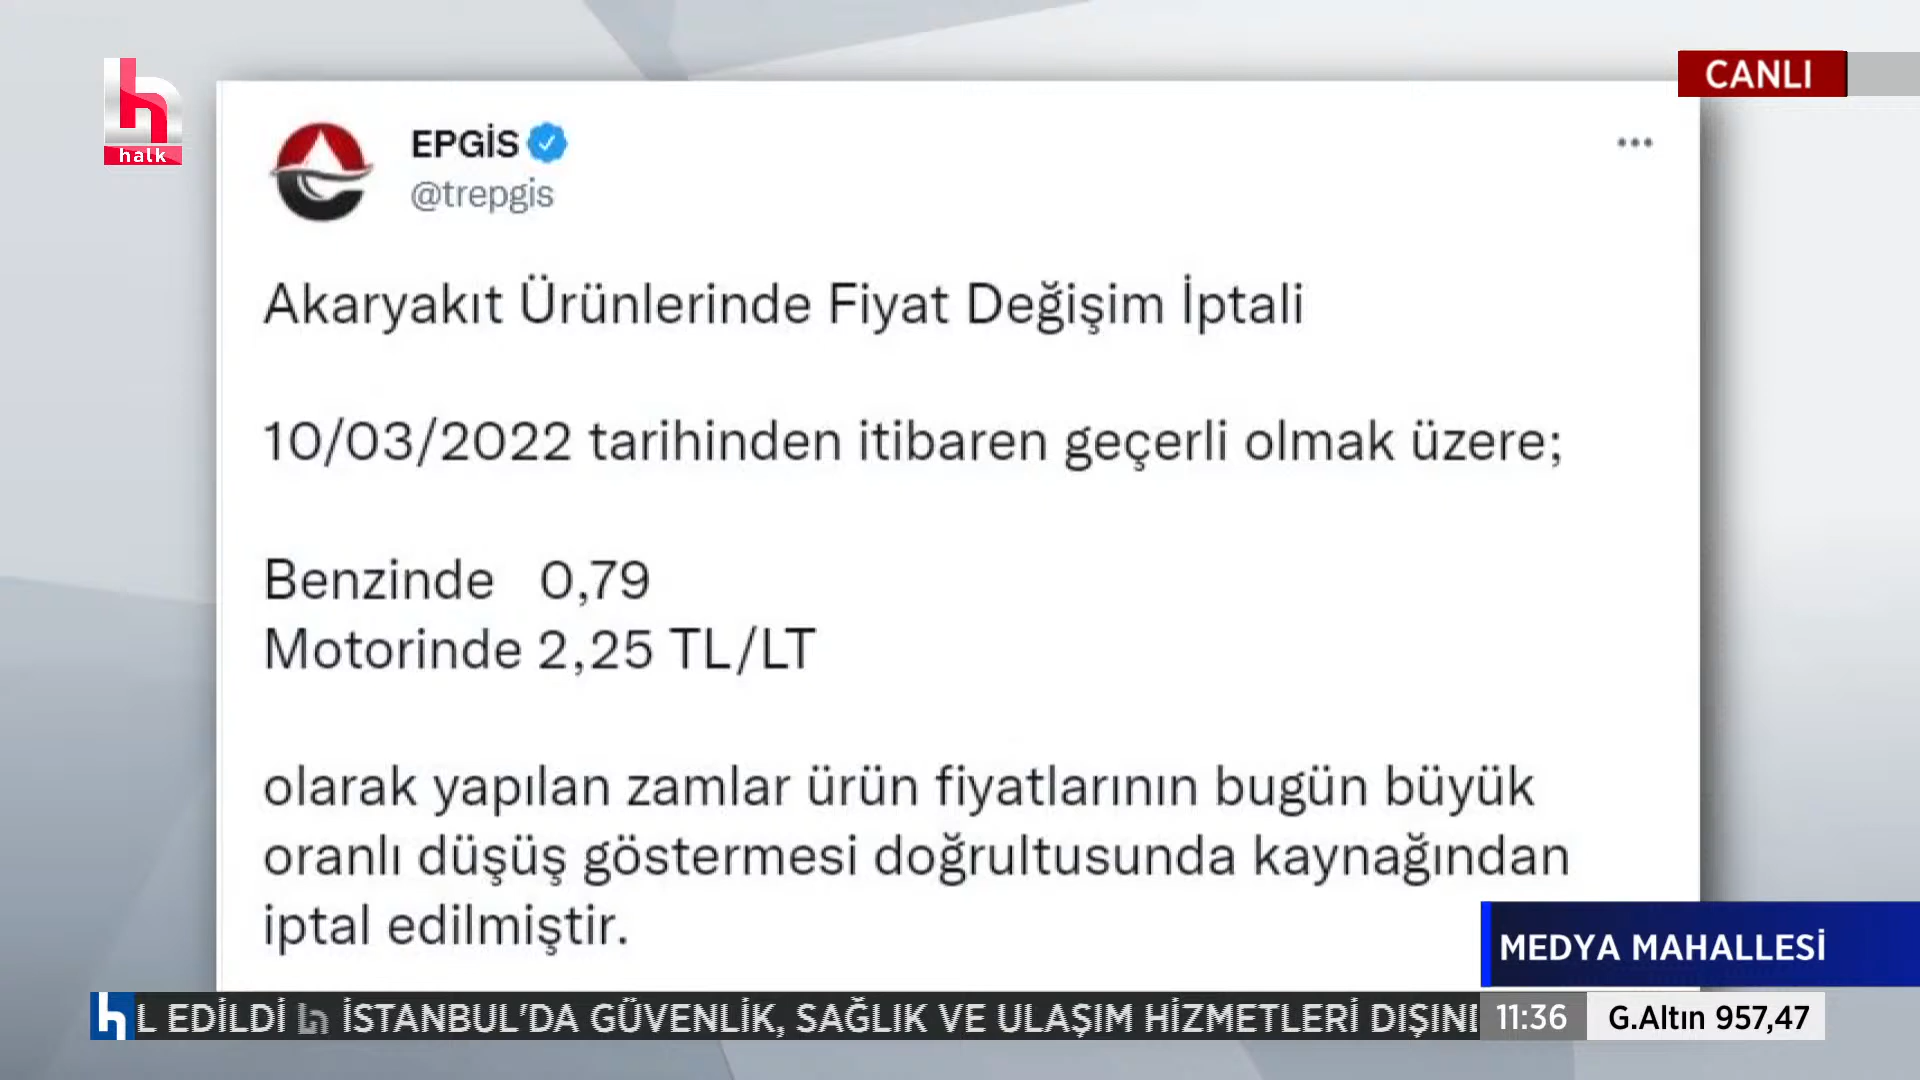 halk
CANLI
EPGİS
@trepgis
Akaryakıt Ürünlerinde Fiyat Değişim İptali
10/03/2022 tarihinden itibaren geçerli olmak üzere;
Benzinde 0,79
Motorinde 2,25 TL/LT
olarak yapılan zamlar ürün fiyatlarının bugün büyük
oranlı düşüş göstermesi doğrultusunda kaynağından
iptal edilmiştir.
MEDYA MAHALLESİ
L EDİLDİ İSTANBUL'DA GÜVENLİK, SAĞLIK VE ULAŞIM HİZMETLERİ DIŞINI
11:36
G.Altın 957,47